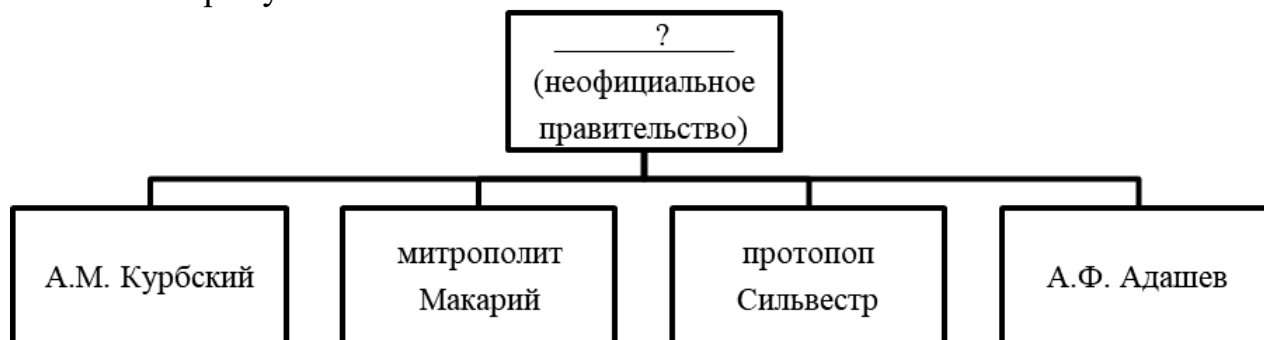 ?
(неофициальное
правительство)
А.М. Курбский
митрополит
Макарий
протопоп
Сильвестр
А.Ф. Адашев